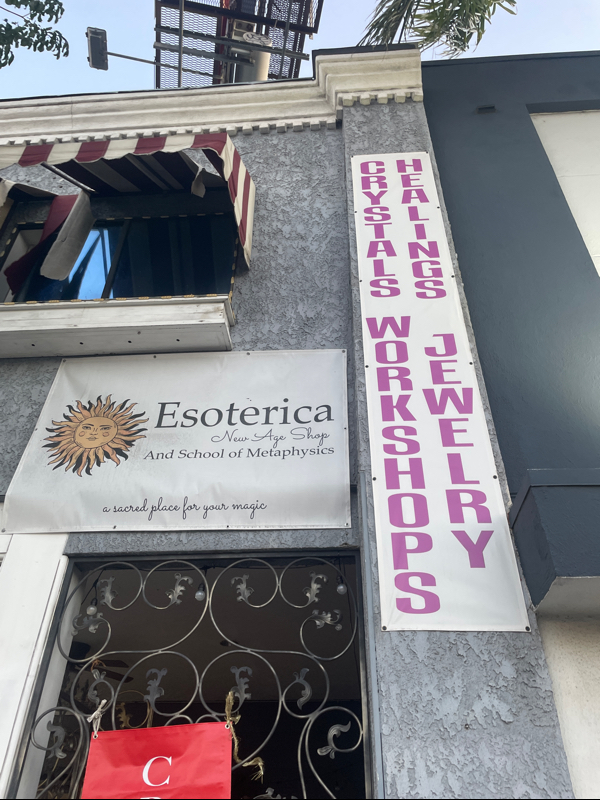 Esoterica
New Age Shop
And School of Metaphysics
a sacred place for your magic
CRYSTALS
HEALINGS
WORKSHOPS
JEWELRY
C